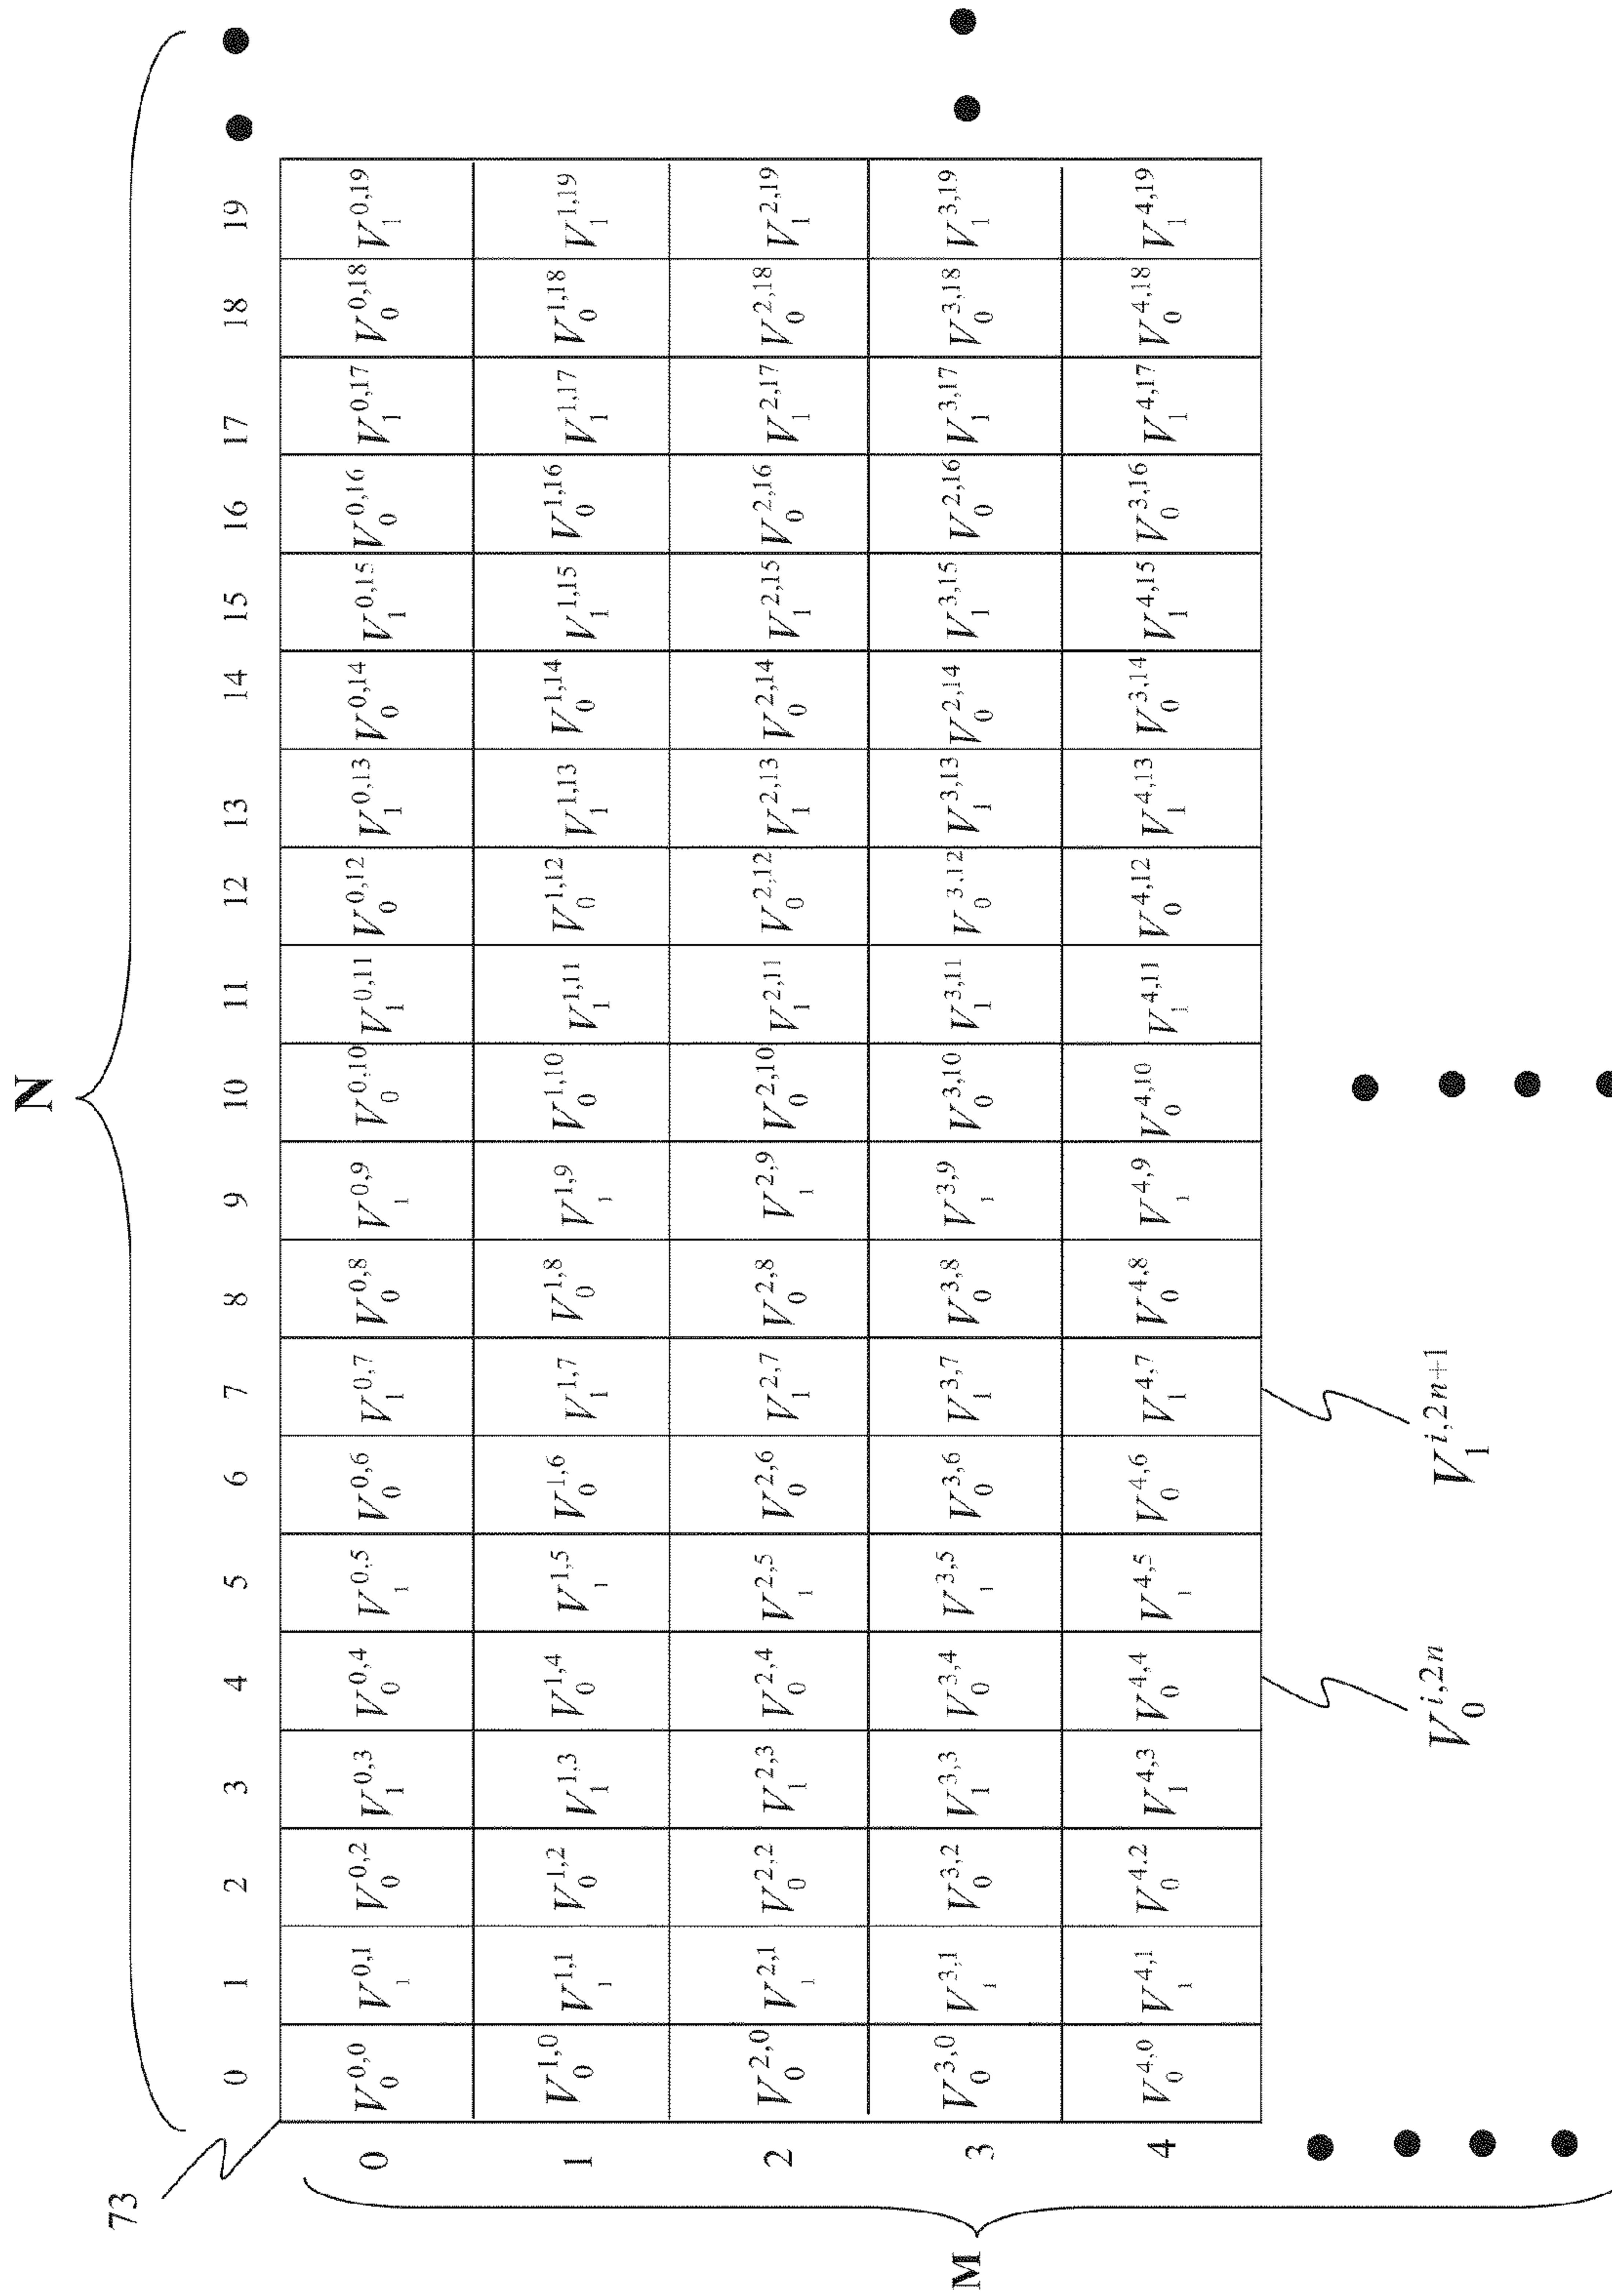 N
73
0 1 2 3 4 5 6 7 8 9 10 11 12 13 14 15 16 17 18 19
0 V_0^{0,0} V_1^{0,1} V_0^{0,2} V_1^{0,3} V_0^{0,4} V_1^{0,5} V_0^{0,6} V_1^{0,7} V_0^{0,8} V_1^{0,9} V_0^{0,10} V_1^{0,11} V_0^{0,12} V_1^{0,13} V_0^{0,14} V_1^{0,15} V_0^{0,16} V_1^{0,17} V_0^{0,18} V_1^{0,19}
1 V_0^{1,0} V_1^{1,1} V_0^{1,2} V_1^{1,3} V_0^{1,4} V_1^{1,5} V_0^{1,6} V_1^{1,7} V_0^{1,8} V_1^{1,9} V_0^{1,10} V_1^{1,11} V_0^{1,12} V_1^{1,13} V_0^{1,14} V_1^{1,15} V_0^{1,16} V_1^{1,17} V_0^{1,18} V_1^{1,19}
2 V_0^{2,0} V_1^{2,1} V_0^{2,2} V_1^{2,3} V_0^{2,4} V_1^{2,5} V_0^{2,6} V_1^{2,7} V_0^{2,8} V_1^{2,9} V_0^{2,10} V_1^{2,11} V_0^{2,12} V_1^{2,13} V_0^{2,14} V_1^{2,15} V_0^{2,16} V_1^{2,17} V_0^{2,18} V_1^{2,19}
3 V_0^{3,0} V_1^{3,1} V_0^{3,2} V_1^{3,3} V_0^{3,4} V_1^{3,5} V_0^{3,6} V_1^{3,7} V_0^{3,8} V_1^{3,9} V_0^{3,10} V_1^{3,11} V_0^{3,12} V_1^{3,13} V_0^{2,14} V_1^{3,15} V_0^{2,16} V_1^{3,17} V_0^{3,18} V_1^{3,19}
4 V_0^{4,0} V_1^{4,1} V_0^{4,2} V_1^{4,3} V_0^{4,4} V_1^{4,5} V_0^{4,6} V_1^{4,7} V_0^{4,8} V_1^{4,9} V_0^{4,10} V_1^{4,11} V_0^{4,12} V_1^{4,13} V_0^{3,14} V_1^{4,15} V_0^{3,16} V_1^{4,17} V_0^{4,18} V_1^{4,19}
M
V_0^{i,2n} V_1^{i,2n+1}